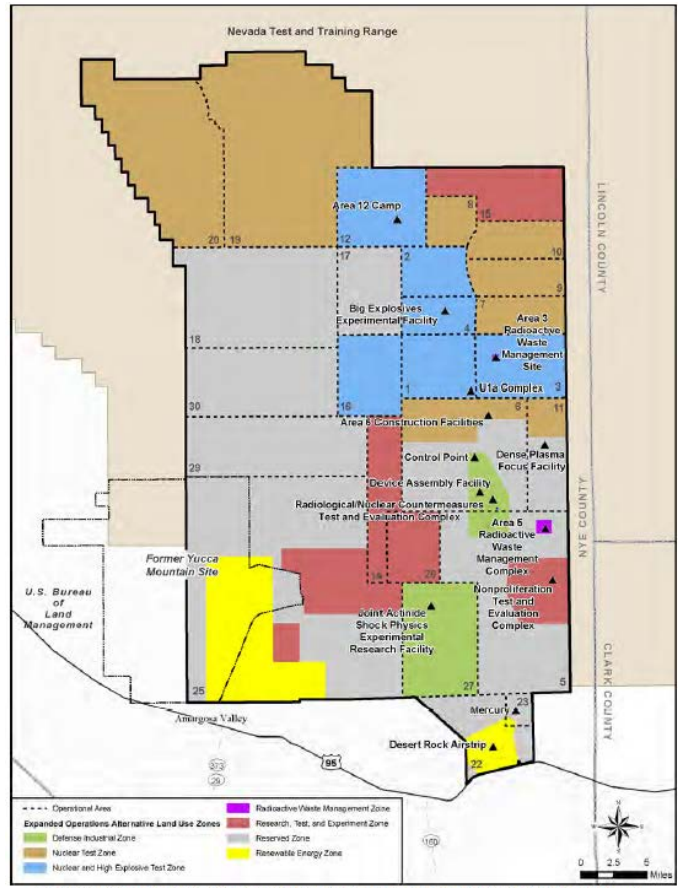 Nevada Test and Training Range
LINCOLN COUNTY
Area 12 Camp
8
15
20
19
12
17
2
10
9
Big Explosives
Experimental Facility
7
4
Area 3
Radioactive
Waste
Management
Site
18
U1a Complex
1
3
30
16
Area 6 Construction Facilities
6
11
Control Point
Dense Plasma
Focus Facility
29
Device Assembly Facility
Radiological/Nuclear Countermeasures
Test and Evaluation Complex
NYE COUNTY
Area 5
Radioactive
Waste
Management
Complex
Former Yucca
Mountain Site
U.S. Bureau
of
Land
Management
26
Nonproliferation
Test and
Evaluation
Complex
Joint Actinide
Shock Physics
Experimental
Research Facility
CLARK COUNTY
25
27
5
Mercury
23
Amargosa Valley
Desert Rock Airstrip
22
95
373
29
160
Operational Area
Expanded Operations Alternative Land Use Zones
Defense Industrial Zone
Nuclear Test Zone
Nuclear and High Explosive Test Zone
Radioactive Waste Management Zone
Research, Test, and Experiment Zone
Reserved Zone
Renewable Energy Zone
N
W
E
S
0 2.5 5
Miles